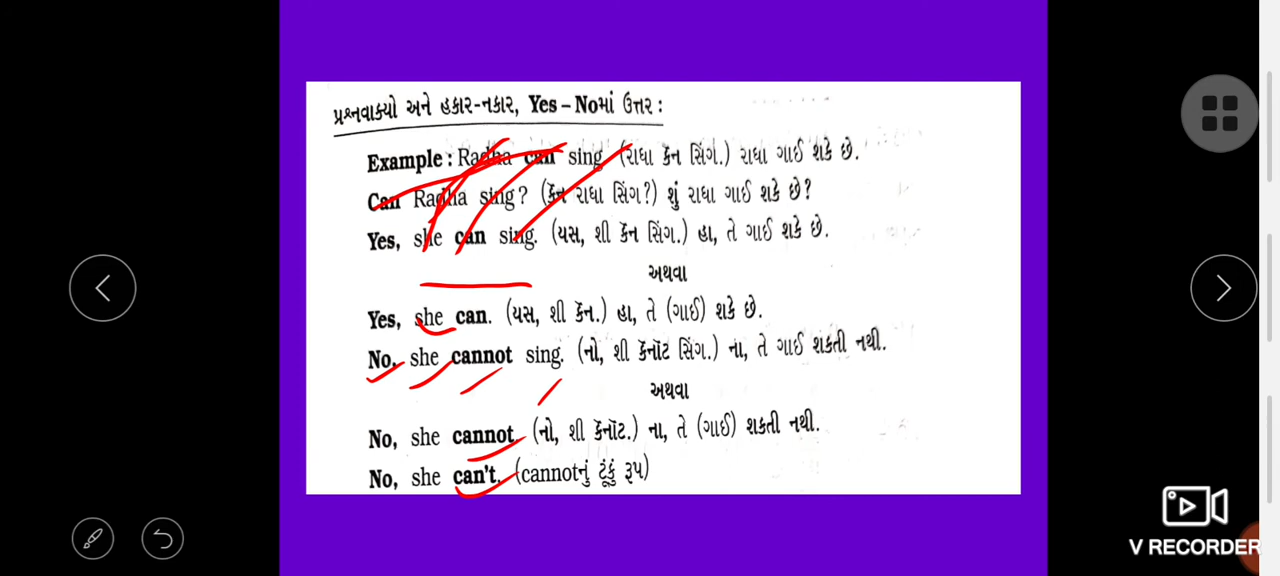 પ્રશ્નવાક્યો અને હકાર-નકાર, Yes – Noમાં ઉત્તર :
Example : Radha can sing (રાધા કૅન સિંગ.) રાધા ગાઈ શકે છે.
Can Radha sing? (કૅન રાધા સિંગ?) શું રાધા ગાઈ શકે છે?
Yes, she can sing. (યસ, શી કૅન સિંગ.) હા, તે ગાઈ શકે છે.
અથવા
Yes, she can. (યસ, શી કૅન.) હા, તે (ગાઈ) શકે છે.
No, she cannot sing. (નો, શી કૅનૉટ સિંગ.) ના, તે ગાઈ શકતી નથી.
અથવા
No, she cannot. (નો, શી કૅનૉટ.) ના, તે (ગાઈ) શકતી નથી.
No, she can't. (cannotનું ટૂંકું રૂપ)
V RECORDER